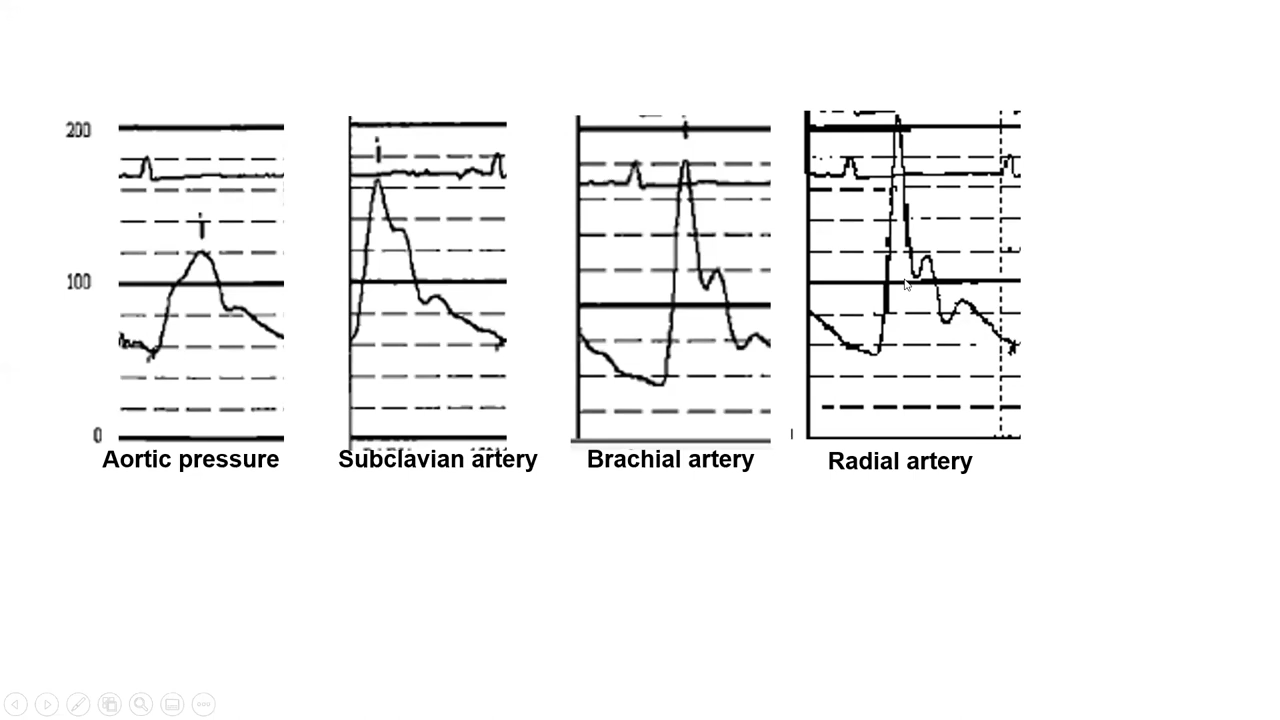 200
100
0
Aortic pressure
Subclavian artery
Brachial artery
Radial artery